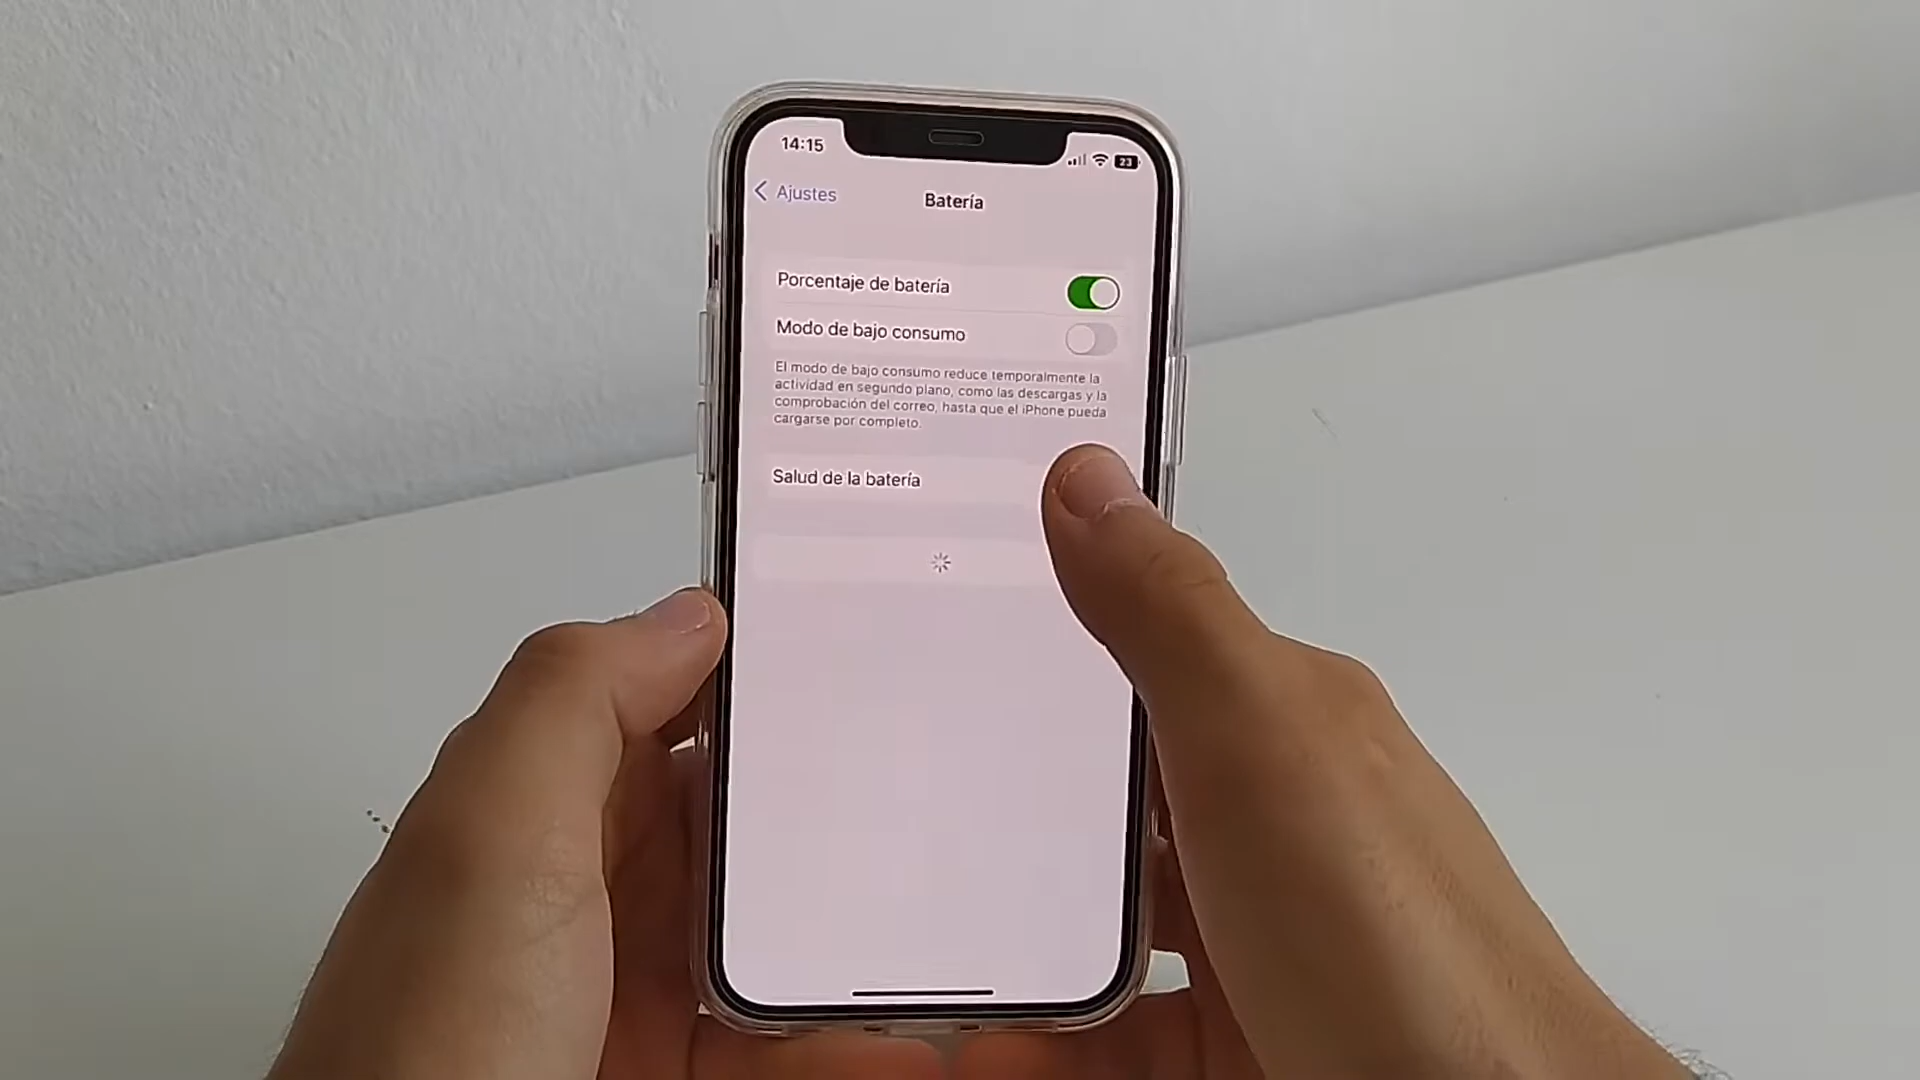 14:15
23
Ajustes
Batería
Porcentaje de batería
Modo de bajo consumo
El modo de bajo consumo reduce temporalmente la
actividad en segundo plano, como las descargas y la
comprobación del correo, hasta que el iPhone pueda
cargarse por completo.
Salud de la batería